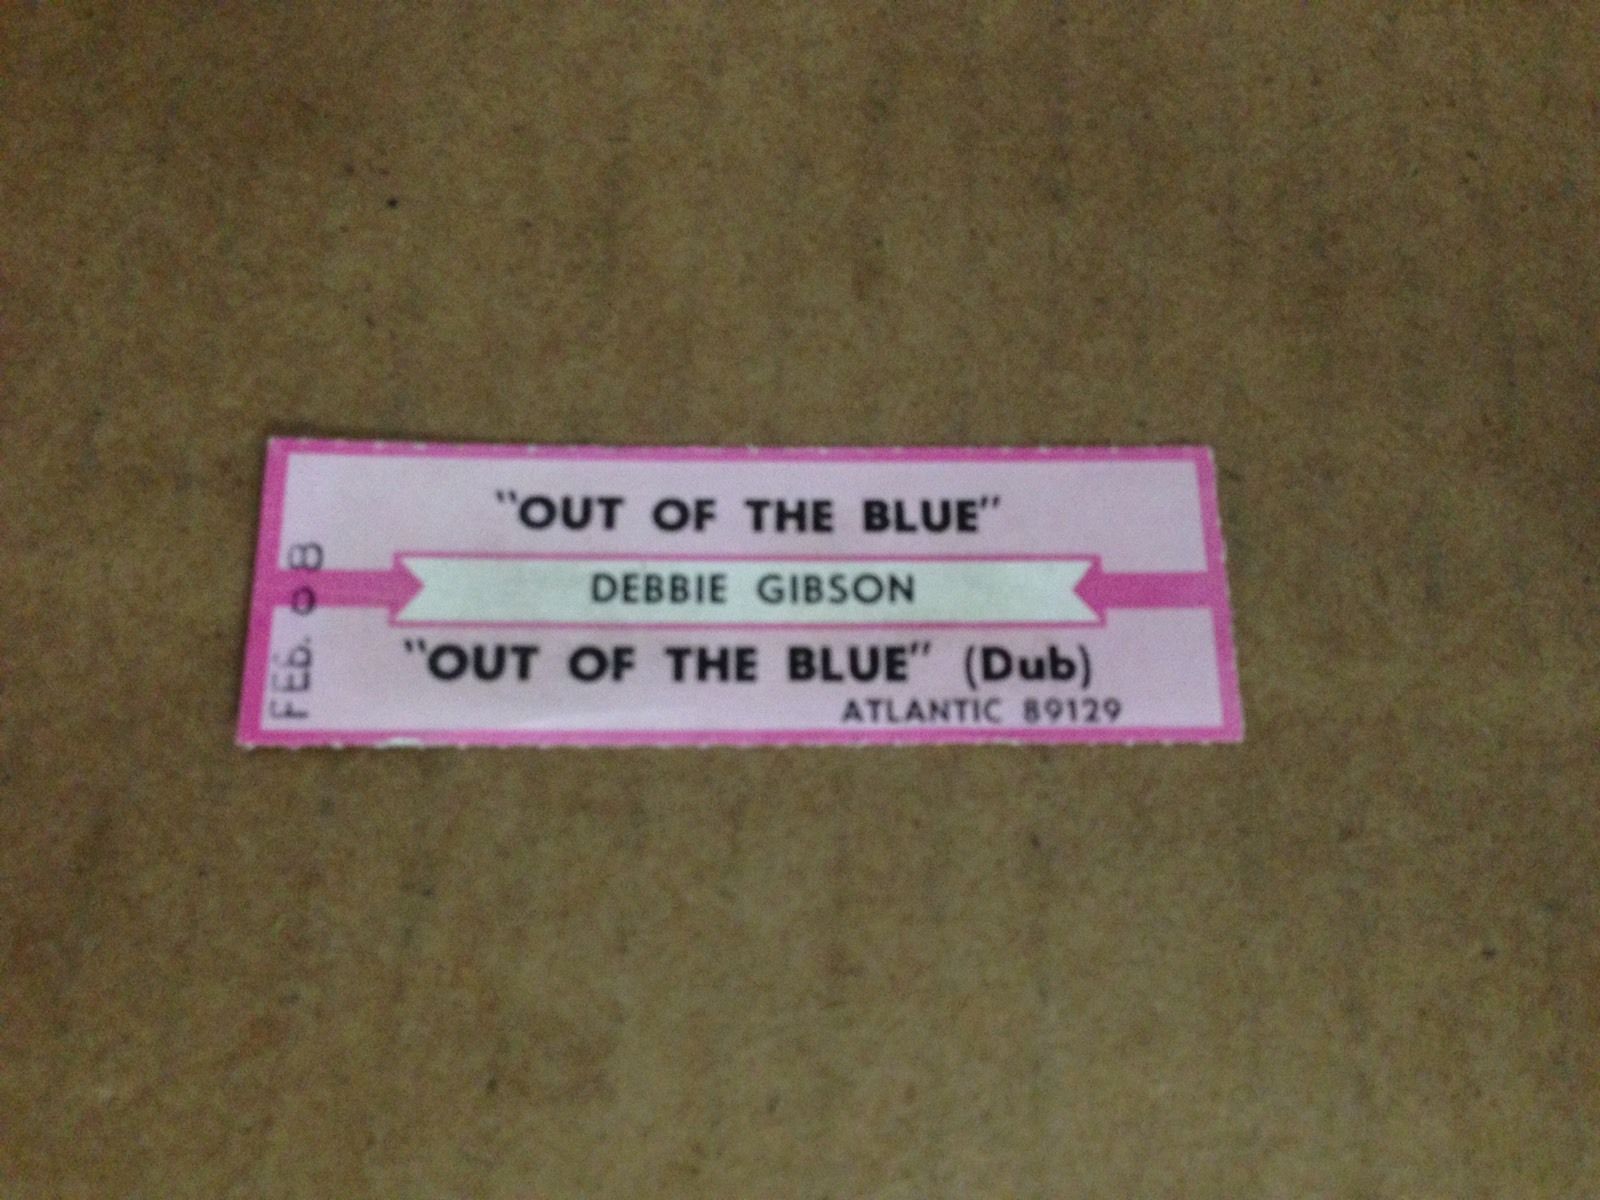 "OUT OF THE BLUE"
DEBBIE GIBSON
"OUT OF THE BLUE" (Dub)
ATLANTIC 89129
FEb. 08